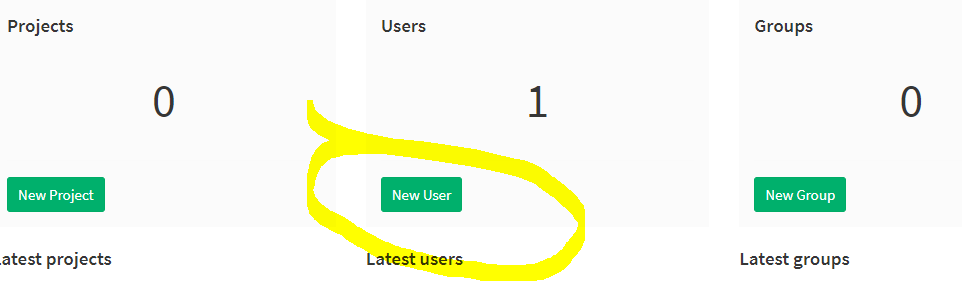 Projects
Users
Groups
0
1
0
New Project
New User
New Group
atest projects
Latest users
Latest groups